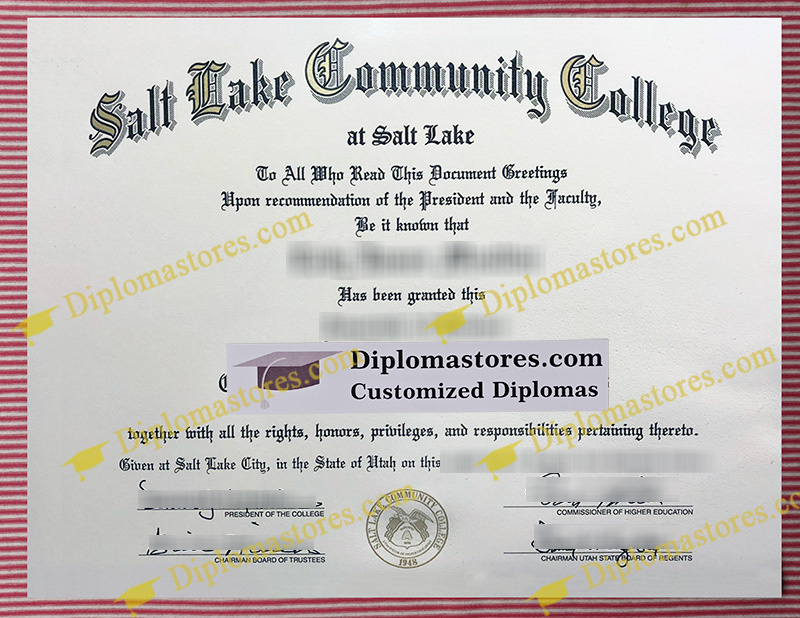 Salt Lake Community College
at Salt Lake
To All Who Read This Document Greetings
Upon recommendation of the President and the Faculty,
Be it known that
Diplomastores.com
Diplomastores.com
Has been granted this
Diplomastores.com
Customized Diplomas
Diplomastores.com
Diplomastores.com
together with all the rights, honors, privileges, and responsibilities pertaining thereto.
Given at Salt Lake City, in the State of Utah on this
PRESIDENT OF THE COLLEGE
COMMISSIONER OF HIGHER EDUCATION
SALT LAKE COMMUNITY COLLEGE
1948
CHAIRMAN BOARD OF TRUSTEES
CHAIRMAN UTAH STATE BOARD OF REGENTS
Diplomastores.com
Diplomastores.com